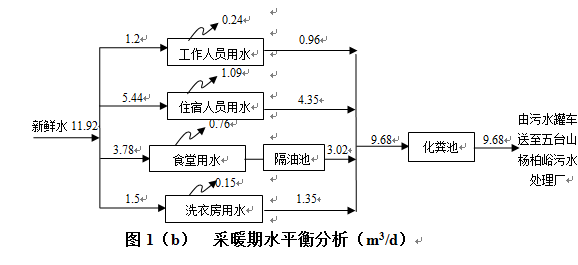 0.24
1.2
工作人员用水
0.96
1.09
5.44
住宿人员用水
4.35
新鲜水 11.92
0.76
3.78
食堂用水
隔油池
3.02
9.68
化粪池
9.68
由污水罐车
送至五台山
杨柏峪污水
处理厂
0.15
1.5
洗衣房用水
1.35
图 1（b） 采暖期水平衡分析（m³/d）